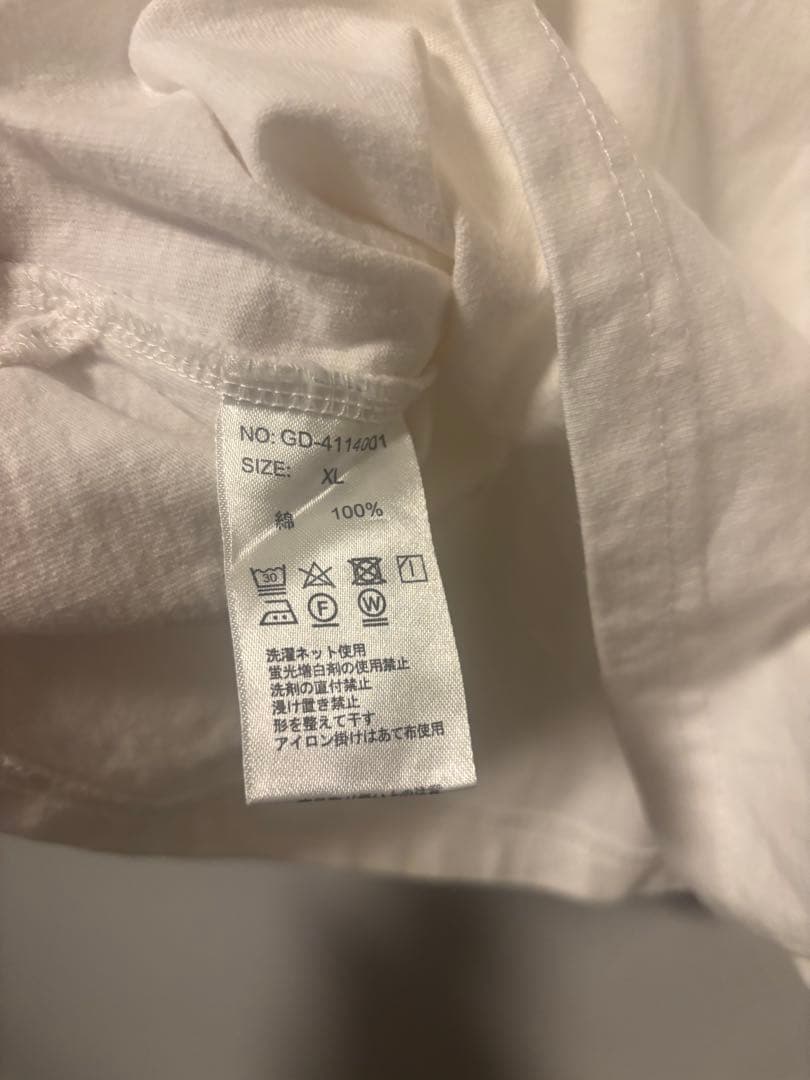 NO: GD-4114001
SIZE: XL
綿 100%
30
F W
洗濯ネット使用
蛍光増白剤の使用禁止
洗剤の直付禁止
浸け置き禁止
形を整えて干す
アイロン掛けはあて布使用